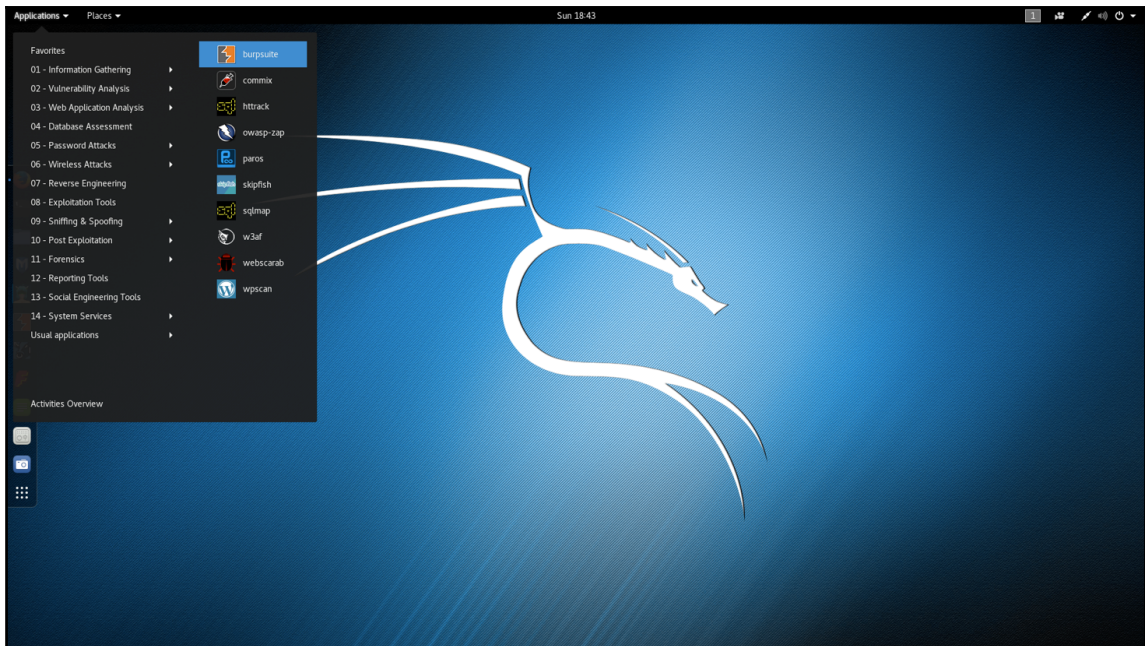 Applications Places Sun 18:43 1
Favorites
01 - Information Gathering
02 - Vulnerability Analysis
03 - Web Application Analysis
04 - Database Assessment
05 - Password Attacks
06 - Wireless Attacks
07 - Reverse Engineering
08 - Exploitation Tools
09 - Sniffing & Spoofing
10 - Post Exploitation
11 - Forensics
12 - Reporting Tools
13 - Social Engineering Tools
14 - System Services
Usual applications
Activities Overview
burpsuite
commix
httrack
owasp-zap
paros
skipfish
sqlmap
w3af
webscarab
wpscan